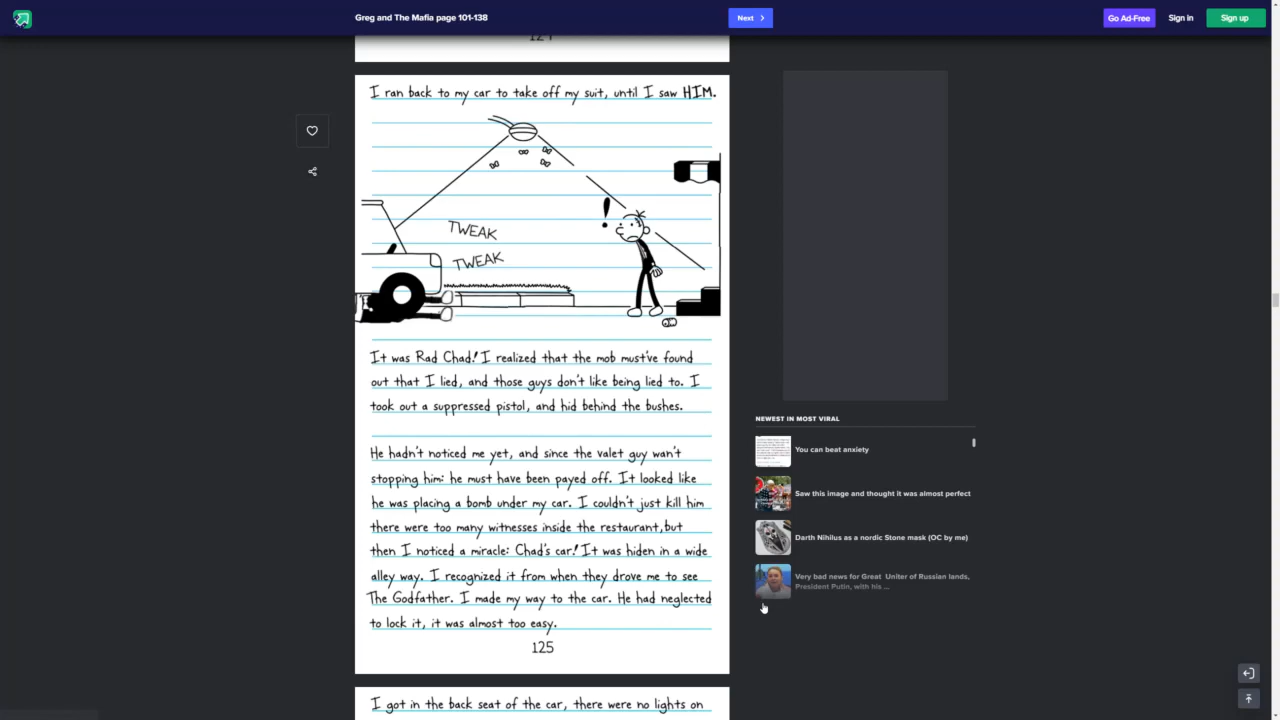 Greg and The Mafia page 101-138
Next
Go Ad-Free
Sign in
Sign up
I ran back to my car to take off my suit, until I saw HIM.
!
TWEAK
TWEAK
It was Rad Chad! I realized that the mob must've found
out that I lied, and those guys don't like being lied to. I
took out a suppressed pistol, and hid behind the bushes.
He hadn't noticed me yet, and since the valet guy wan't
stopping him: he must have been payed off. It looked like
he was placing a bomb under my car. I couldn't just kill him
there were too many witnesses inside the restaurant,but
then I noticed a miracle: Chad's car! It was hiden in a wide
alley way. I recognized it from when they drove me to see
The Godfather. I made my way to the car. He had neglected
to lock it, it was almost too easy.
125
I got in the back seat of the car, there were no lights on
NEWEST IN MOST VIRAL
You can beat anxiety
Saw this image and thought it was almost perfect
Darth Nihilus as a nordic Stone mask (OC by me)
Very bad news for Great Uniter of Russian lands,
President Putin, with his ...